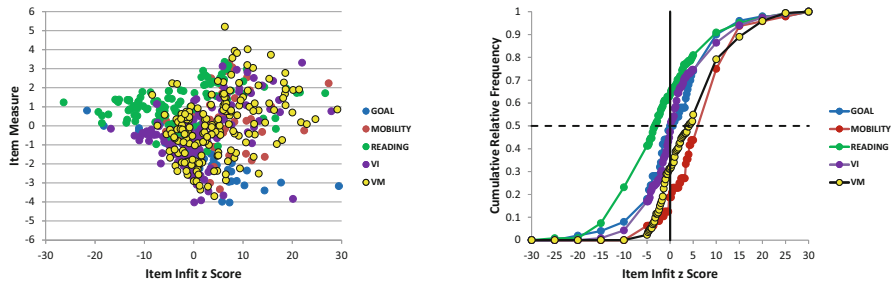 6
5
4
3
2
1
0
-1
-2
-3
-4
-5
-6
Item Measure
-30 -20 -10 0 10 20 30
Item Infit z Score
GOAL
MOBILITY
READING
VI
VM
1
0.9
0.8
0.7
0.6
0.5
0.4
0.3
0.2
0.1
0
Cumulative Relative Frequency
-30 -25 -20 -15 -10 -5 0 5 10 15 20 25 30
Item Infit z Score
GOAL
MOBILITY
READING
VI
VM